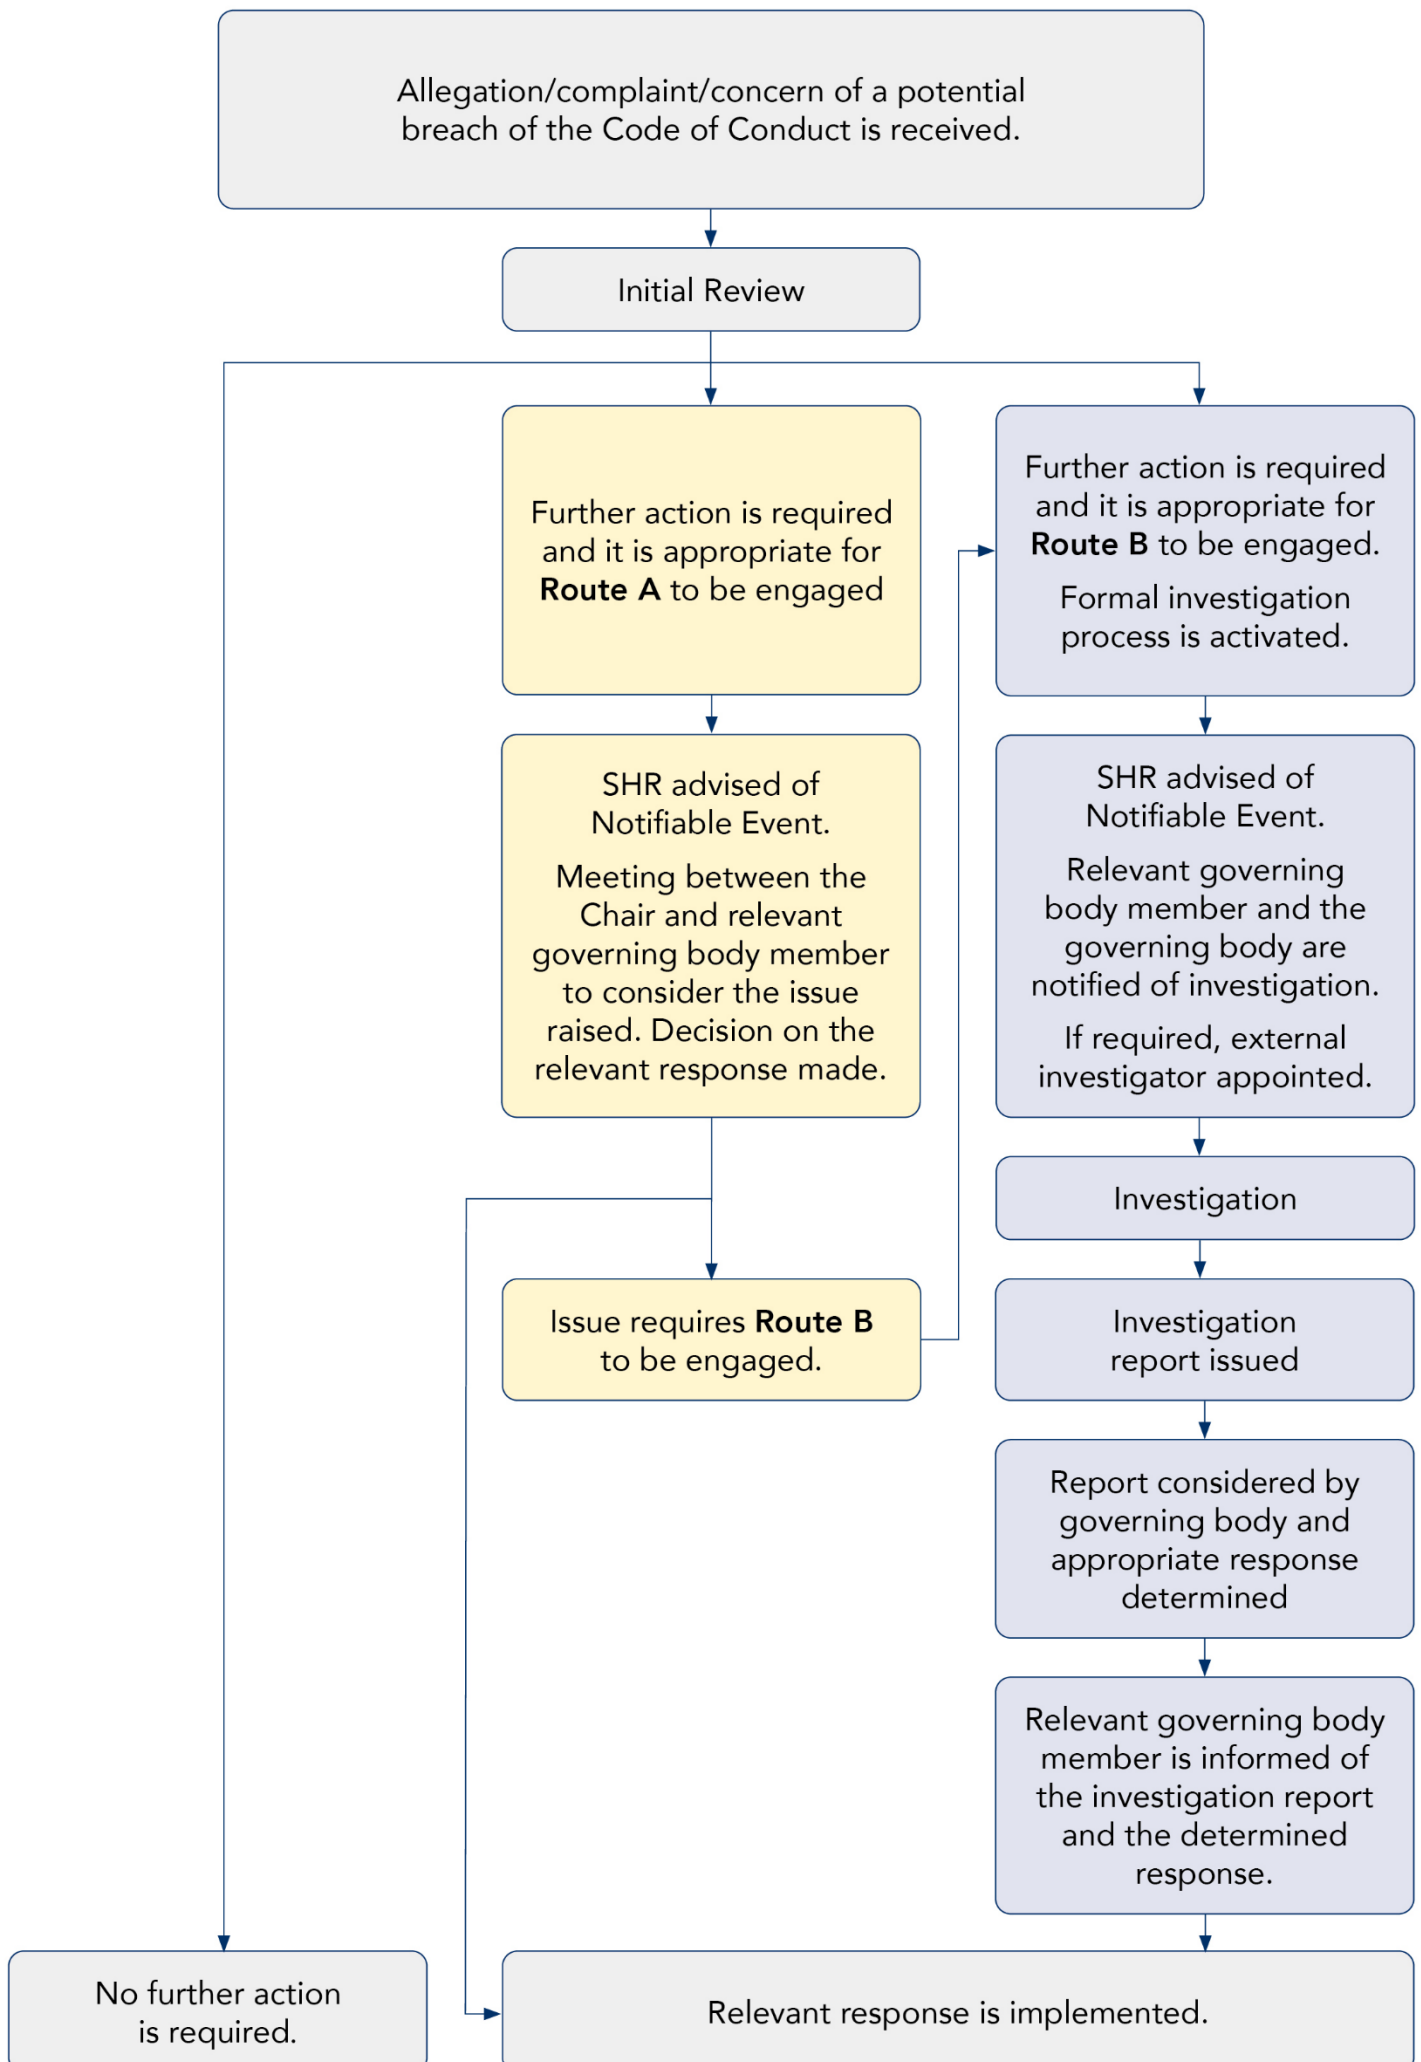 Allegation/complaint/concern of a potential
breach of the Code of Conduct is received.
Initial Review
Further action is required
and it is appropriate for
Route A to be engaged
Further action is required
and it is appropriate for
Route B to be engaged.
Formal investigation
process is activated.
SHR advised of
Notifiable Event.
Meeting between the
Chair and relevant
governing body member
to consider the issue
raised. Decision on the
relevant response made.
SHR advised of
Notifiable Event.
Relevant governing
body member and the
governing body are
notified of investigation.
If required, external
investigator appointed.
Investigation
Issue requires Route B
to be engaged.
Investigation
report issued
Report considered by
governing body and
appropriate response
determined
Relevant governing body
member is informed of
the investigation report
and the determined
response.
No further action
is required.
Relevant response is implemented.